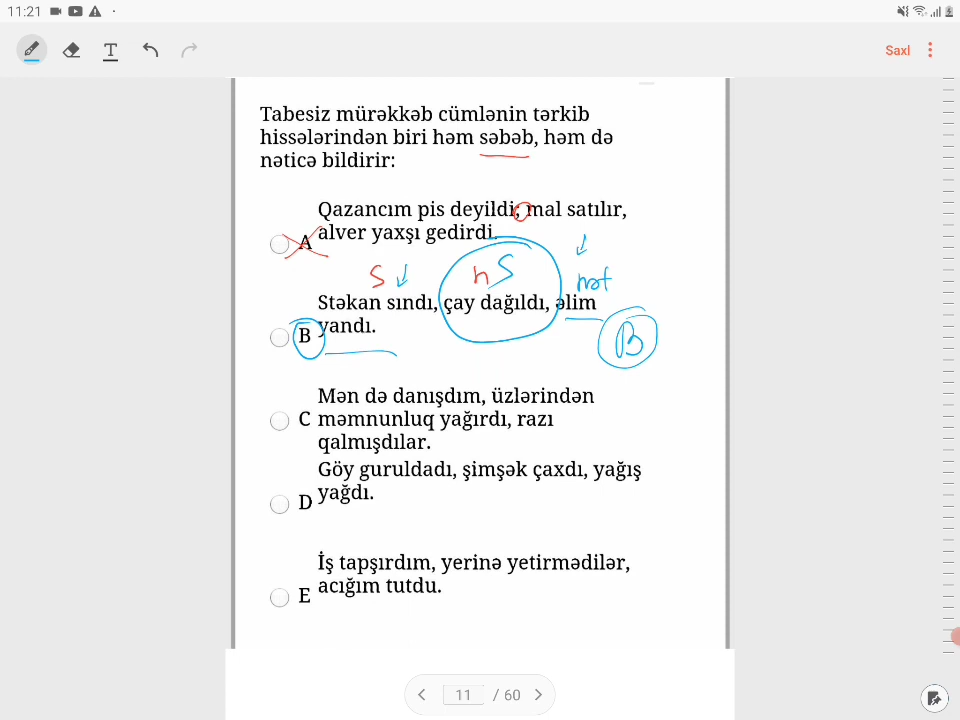 11:21
T
Saxl
Tabesiz mürəkkəb cümlənin tərkib
hissələrindən biri həm səbəb, həm də
nəticə bildirir:
Qazancım pis deyildi; mal satılır,
A alver yaxşı gedirdi.
S n S nət
Stəkan sındı, çay dağıldı, əlim
B yandı. B
Mən də danışdım, üzlərindən
C məmnunluq yağırdı, razı
qalmışdılar.
Göy guruldadı, şimşək çaxdı, yağış
D yağdı.
İş tapşırdım, yerinə yetirmədilər,
E acığım tutdu.
11 / 60